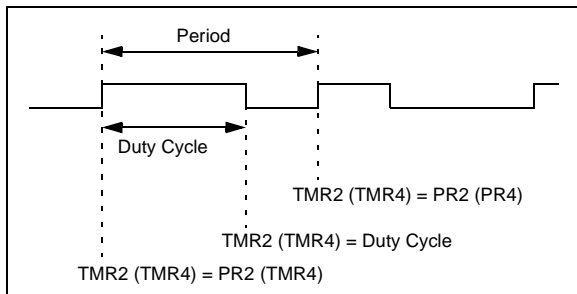 Period
Duty Cycle
TMR2 (TMR4) = PR2 (PR4)
TMR2 (TMR4) = Duty Cycle
TMR2 (TMR4) = PR2 (TMR4)